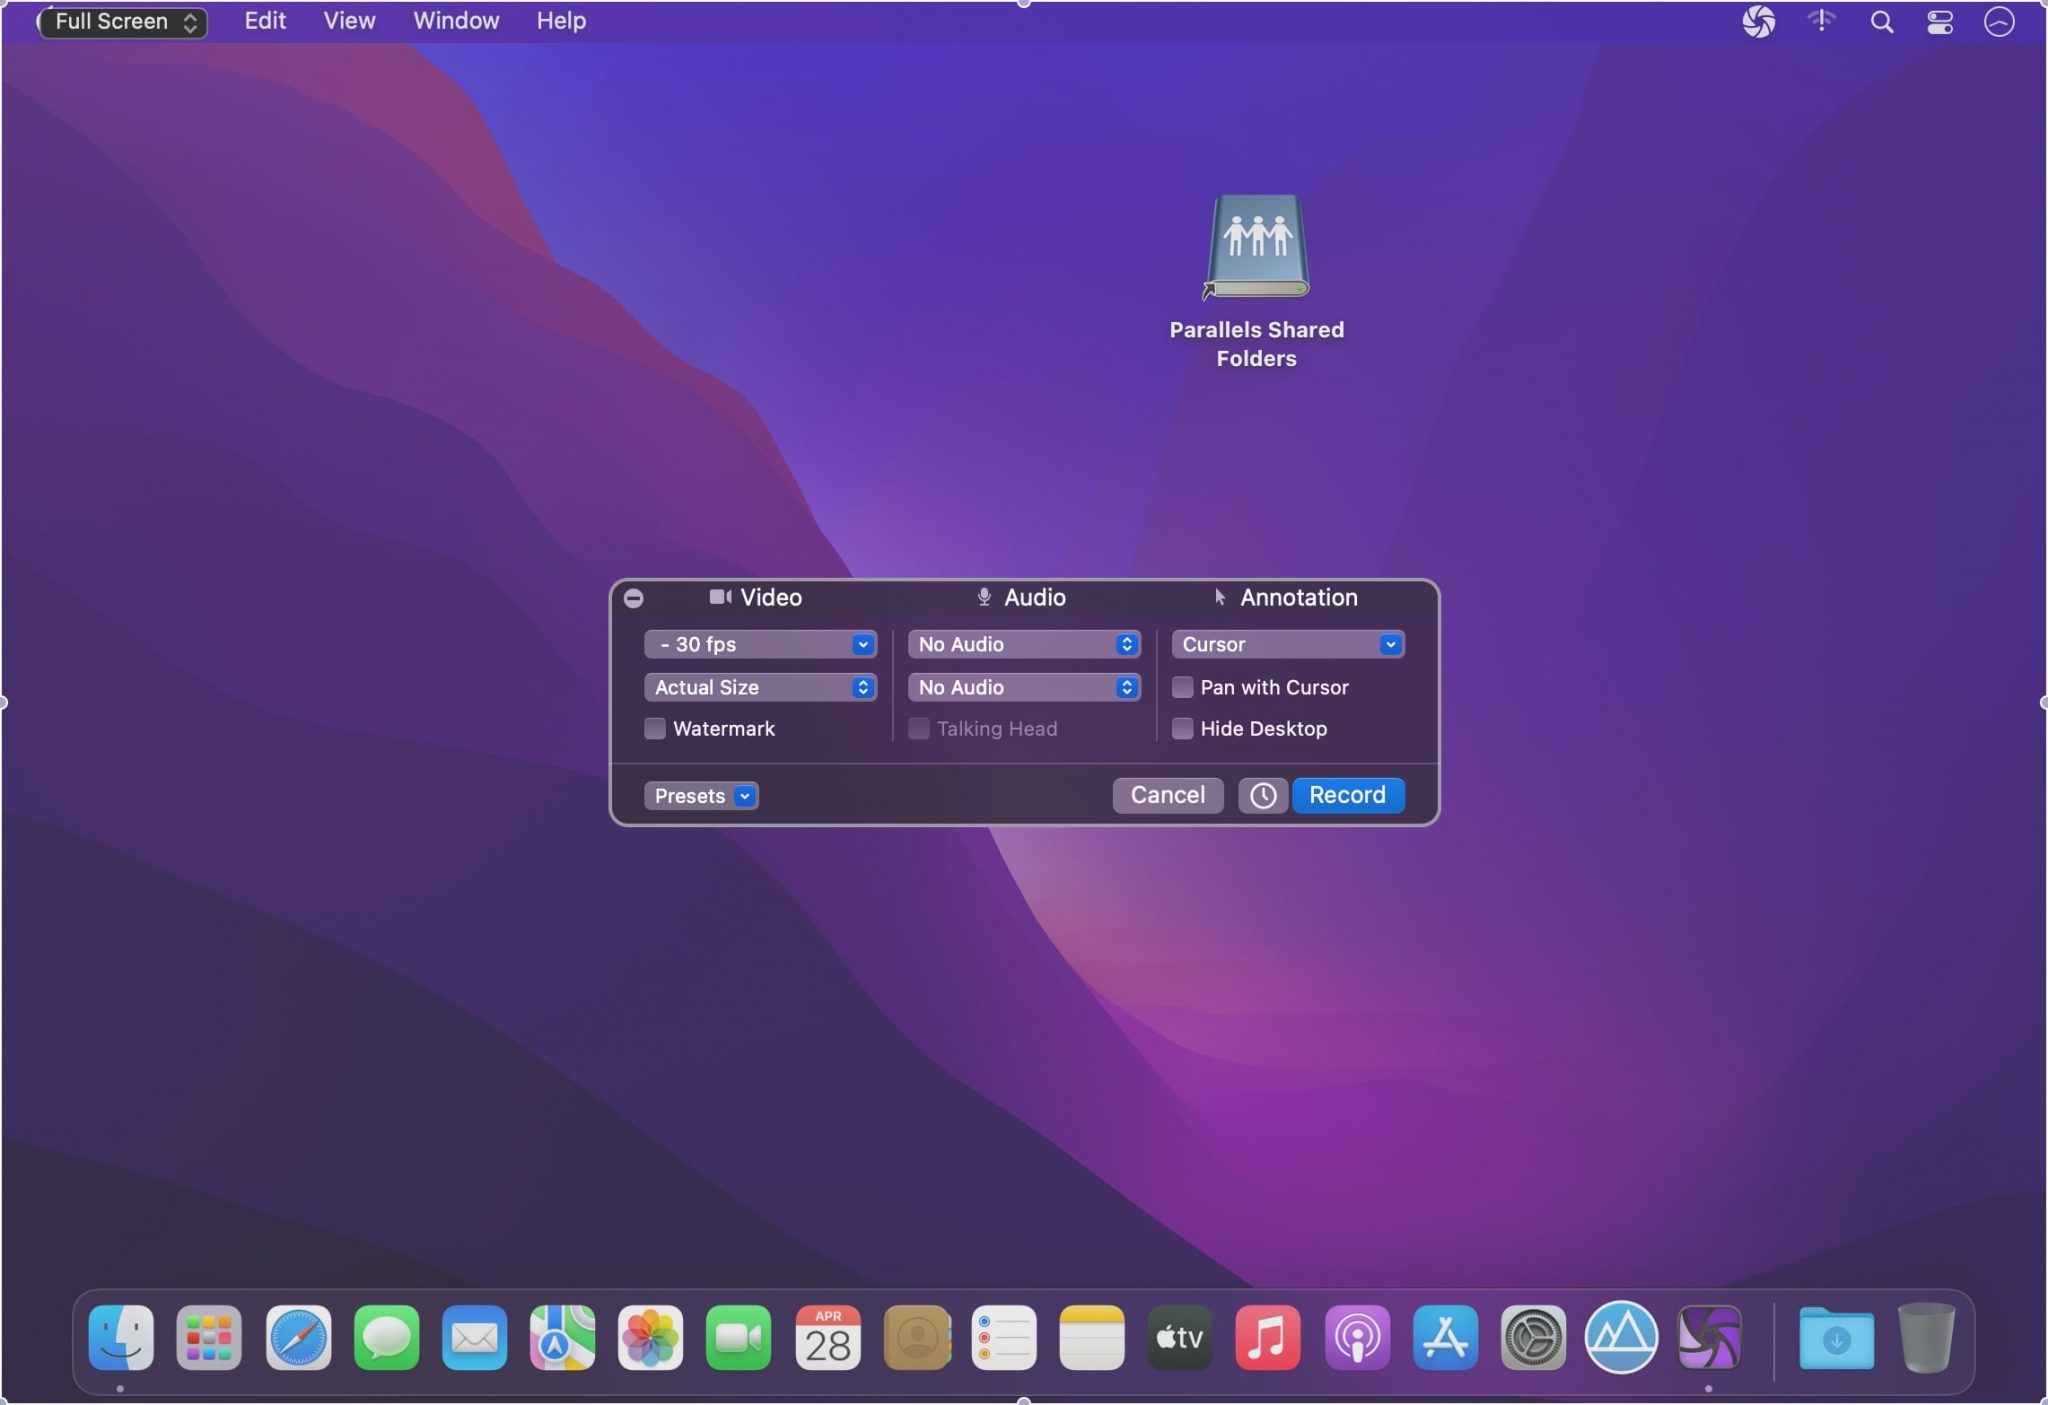 Full Screen Edit View Window Help
Parallels Shared
Folders
Video Audio Annotation
- 30 fps No Audio Cursor
Actual Size No Audio Pan with Cursor
Watermark Talking Head Hide Desktop
Presets Cancel Record
APR
28
tv